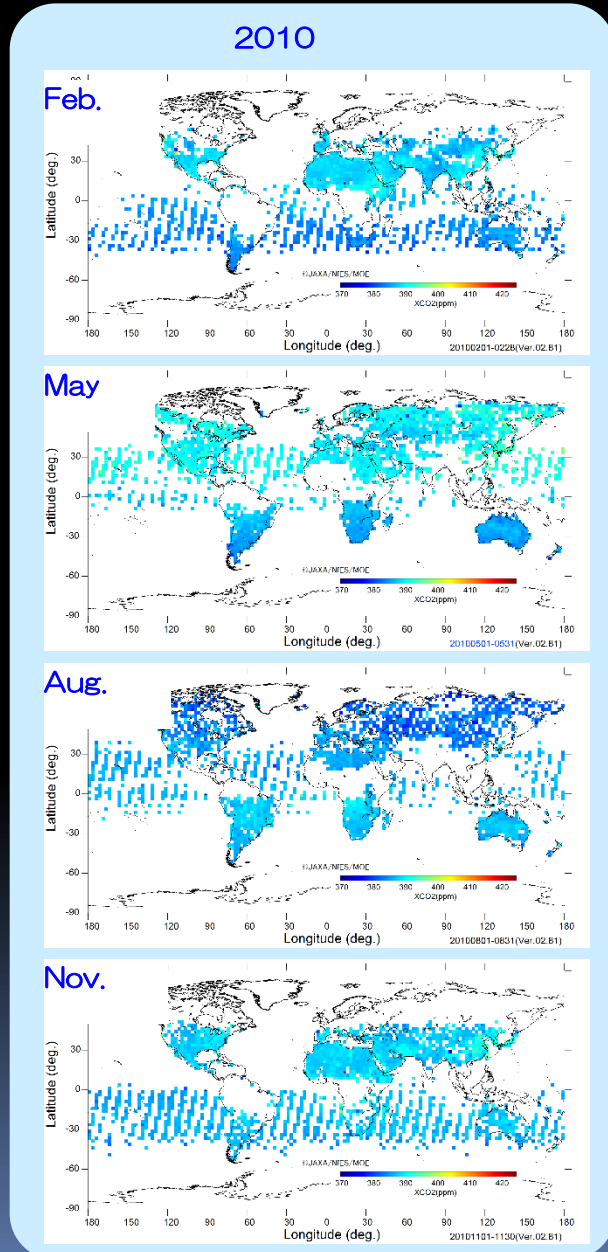 2010
Feb.
Latitude (deg.)
30
0
-30
-60
-90
©JAXA/NIES/MOE
370 380 390 400 410 420
XCO2(ppm)
180 150 120 90 60 30 0 30 60 90 120 150 180
Longitude (deg.)
20100201-0228(Ver.02.B1)
May
Latitude (deg.)
30
0
-30
-60
-90
©JAXA/NIES/MOE
370 380 390 400 410 420
XCO2(ppm)
180 150 120 90 60 30 0 30 60 90 120 150 180
Longitude (deg.)
20100501-0531(Ver.02.B1)
Aug.
Latitude (deg.)
30
0
-30
-60
-90
©JAXA/NIES/MOE
370 380 390 400 410 420
XCO2(ppm)
180 150 120 90 60 30 0 30 60 90 120 150 180
Longitude (deg.)
20100801-0831(Ver.02.B1)
Nov.
Latitude (deg.)
30
0
-30
-60
-90
©JAXA/NIES/MOE
370 380 390 400 410 420
XCO2(ppm)
180 150 120 90 60 30 0 30 60 90 120 150 180
Longitude (deg.)
20101101-1130(Ver.02.B1)